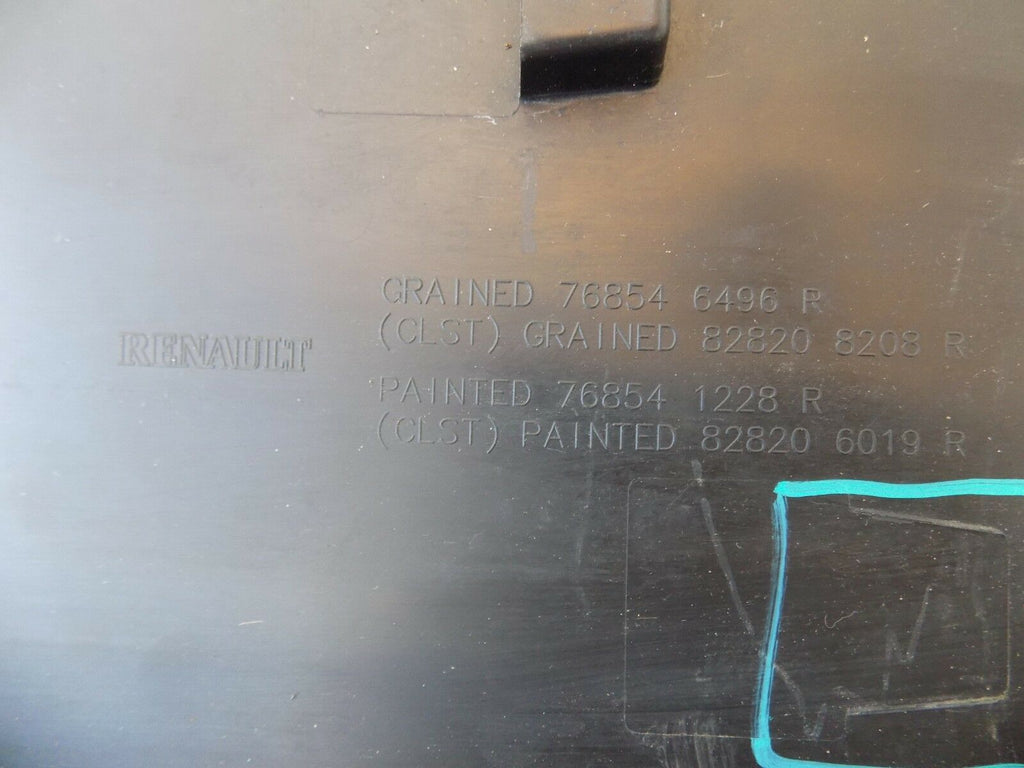 RENAULT
GRAINED 76854 6496 R
(CLST) GRAINED 82820 8208 R
PAINTED 76854 1228 R
(CLST) PAINTED 82820 6019 R